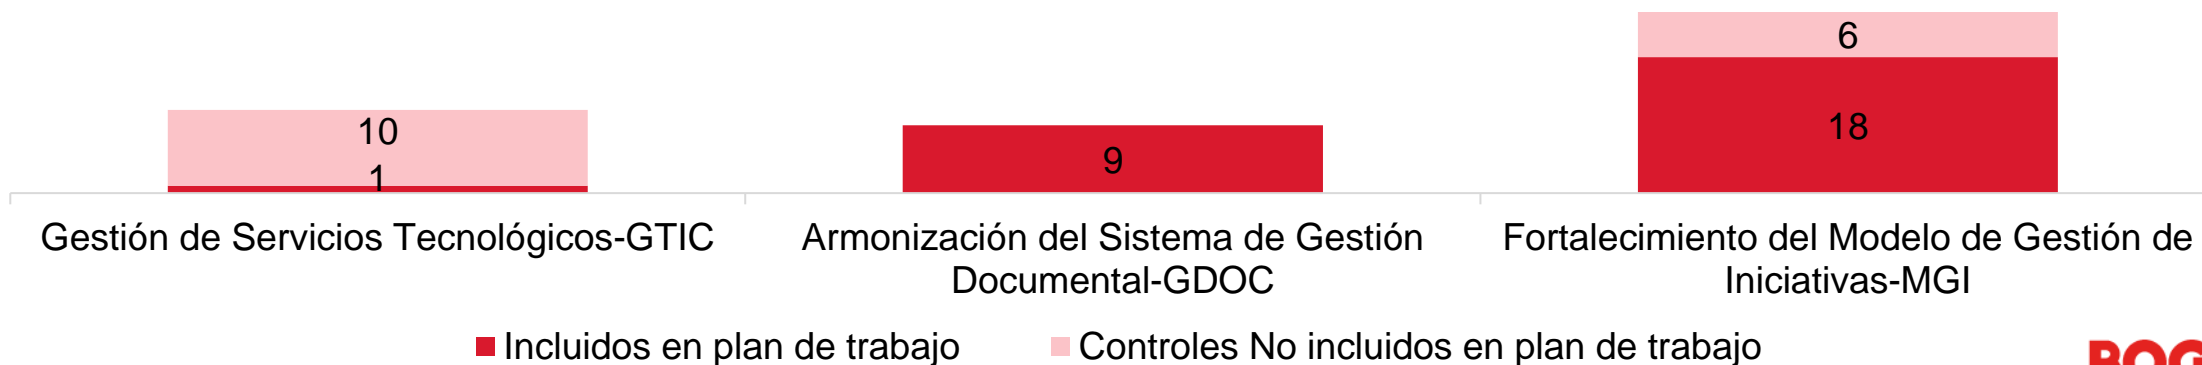 6
10
18
9
1
Gestión de Servicios Tecnológicos-GTIC
Armonización del Sistema de Gestión
Documental-GDOC
Fortalecimiento del Modelo de Gestión de
Iniciativas-MGI
Incluidos en plan de trabajo
Controles No incluidos en plan de trabajo